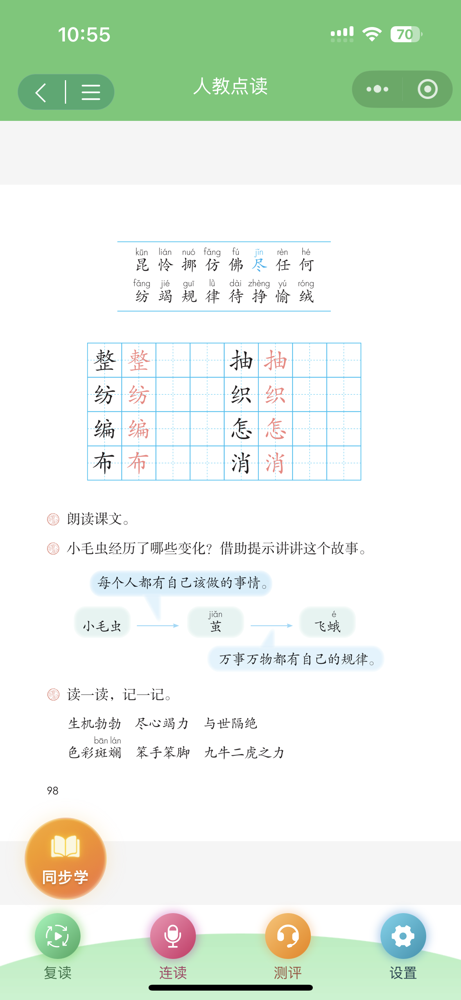 10:55
70
人教点读
kūn lián nuó fǎng fú jǐn rèn hé
昆 怜 挪 仿 佛 尽 任 何
fǎng jié guī lǜ dài zhèng yú róng
纺 竭 规 律 待 挣 愉 绒
整 整 抽 抽
纺 纺 织 织
编 编 怎 怎
布 布 消 消
朗读课文。
小毛虫经历了哪些变化？借助提示讲讲这个故事。
每个人都有自己该做的事情。
jiǎn é
小毛虫 茧 飞蛾
万事万物都有自己的规律。
读一读，记一记。
生机勃勃 尽心竭力 与世隔绝
bān lán
色彩斑斓 笨手笨脚 九牛二虎之力
98
同步学
复读 连读 测评 设置